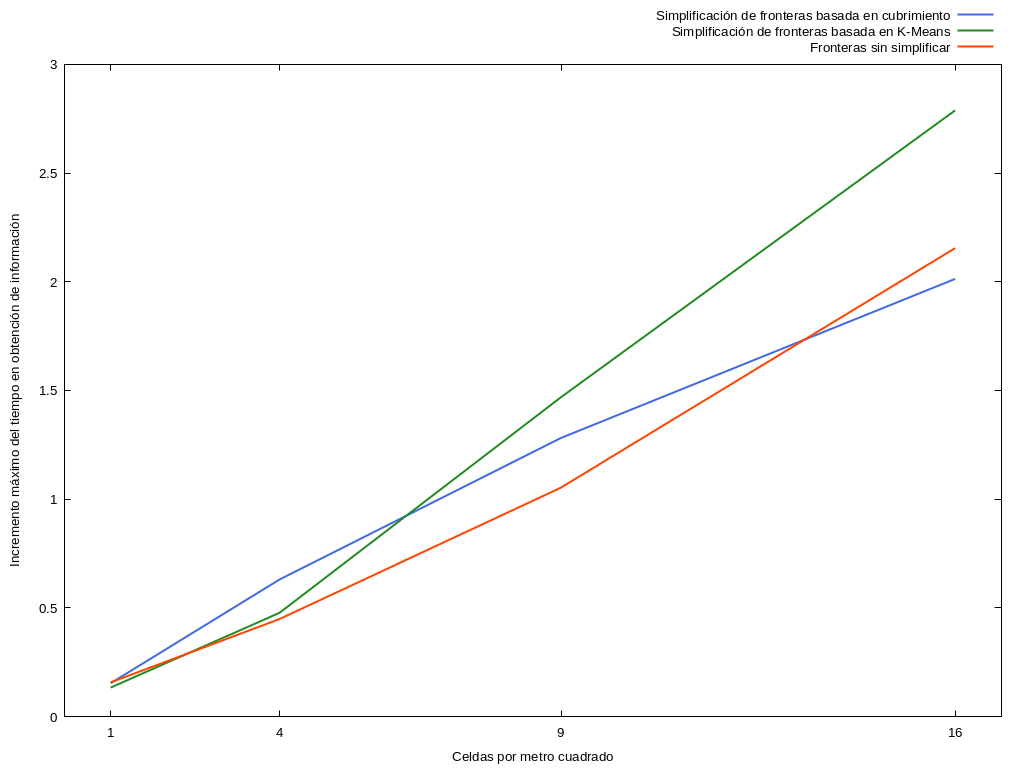 Simplificación de fronteras basada en cubrimiento
Simplificación de fronteras basada en K-Means
Fronteras sin simplificar
3
2.5
2
1.5
1
0.5
0
1 4 9 16
Incremento máximo del tiempo en obtención de información
Celdas por metro cuadrado